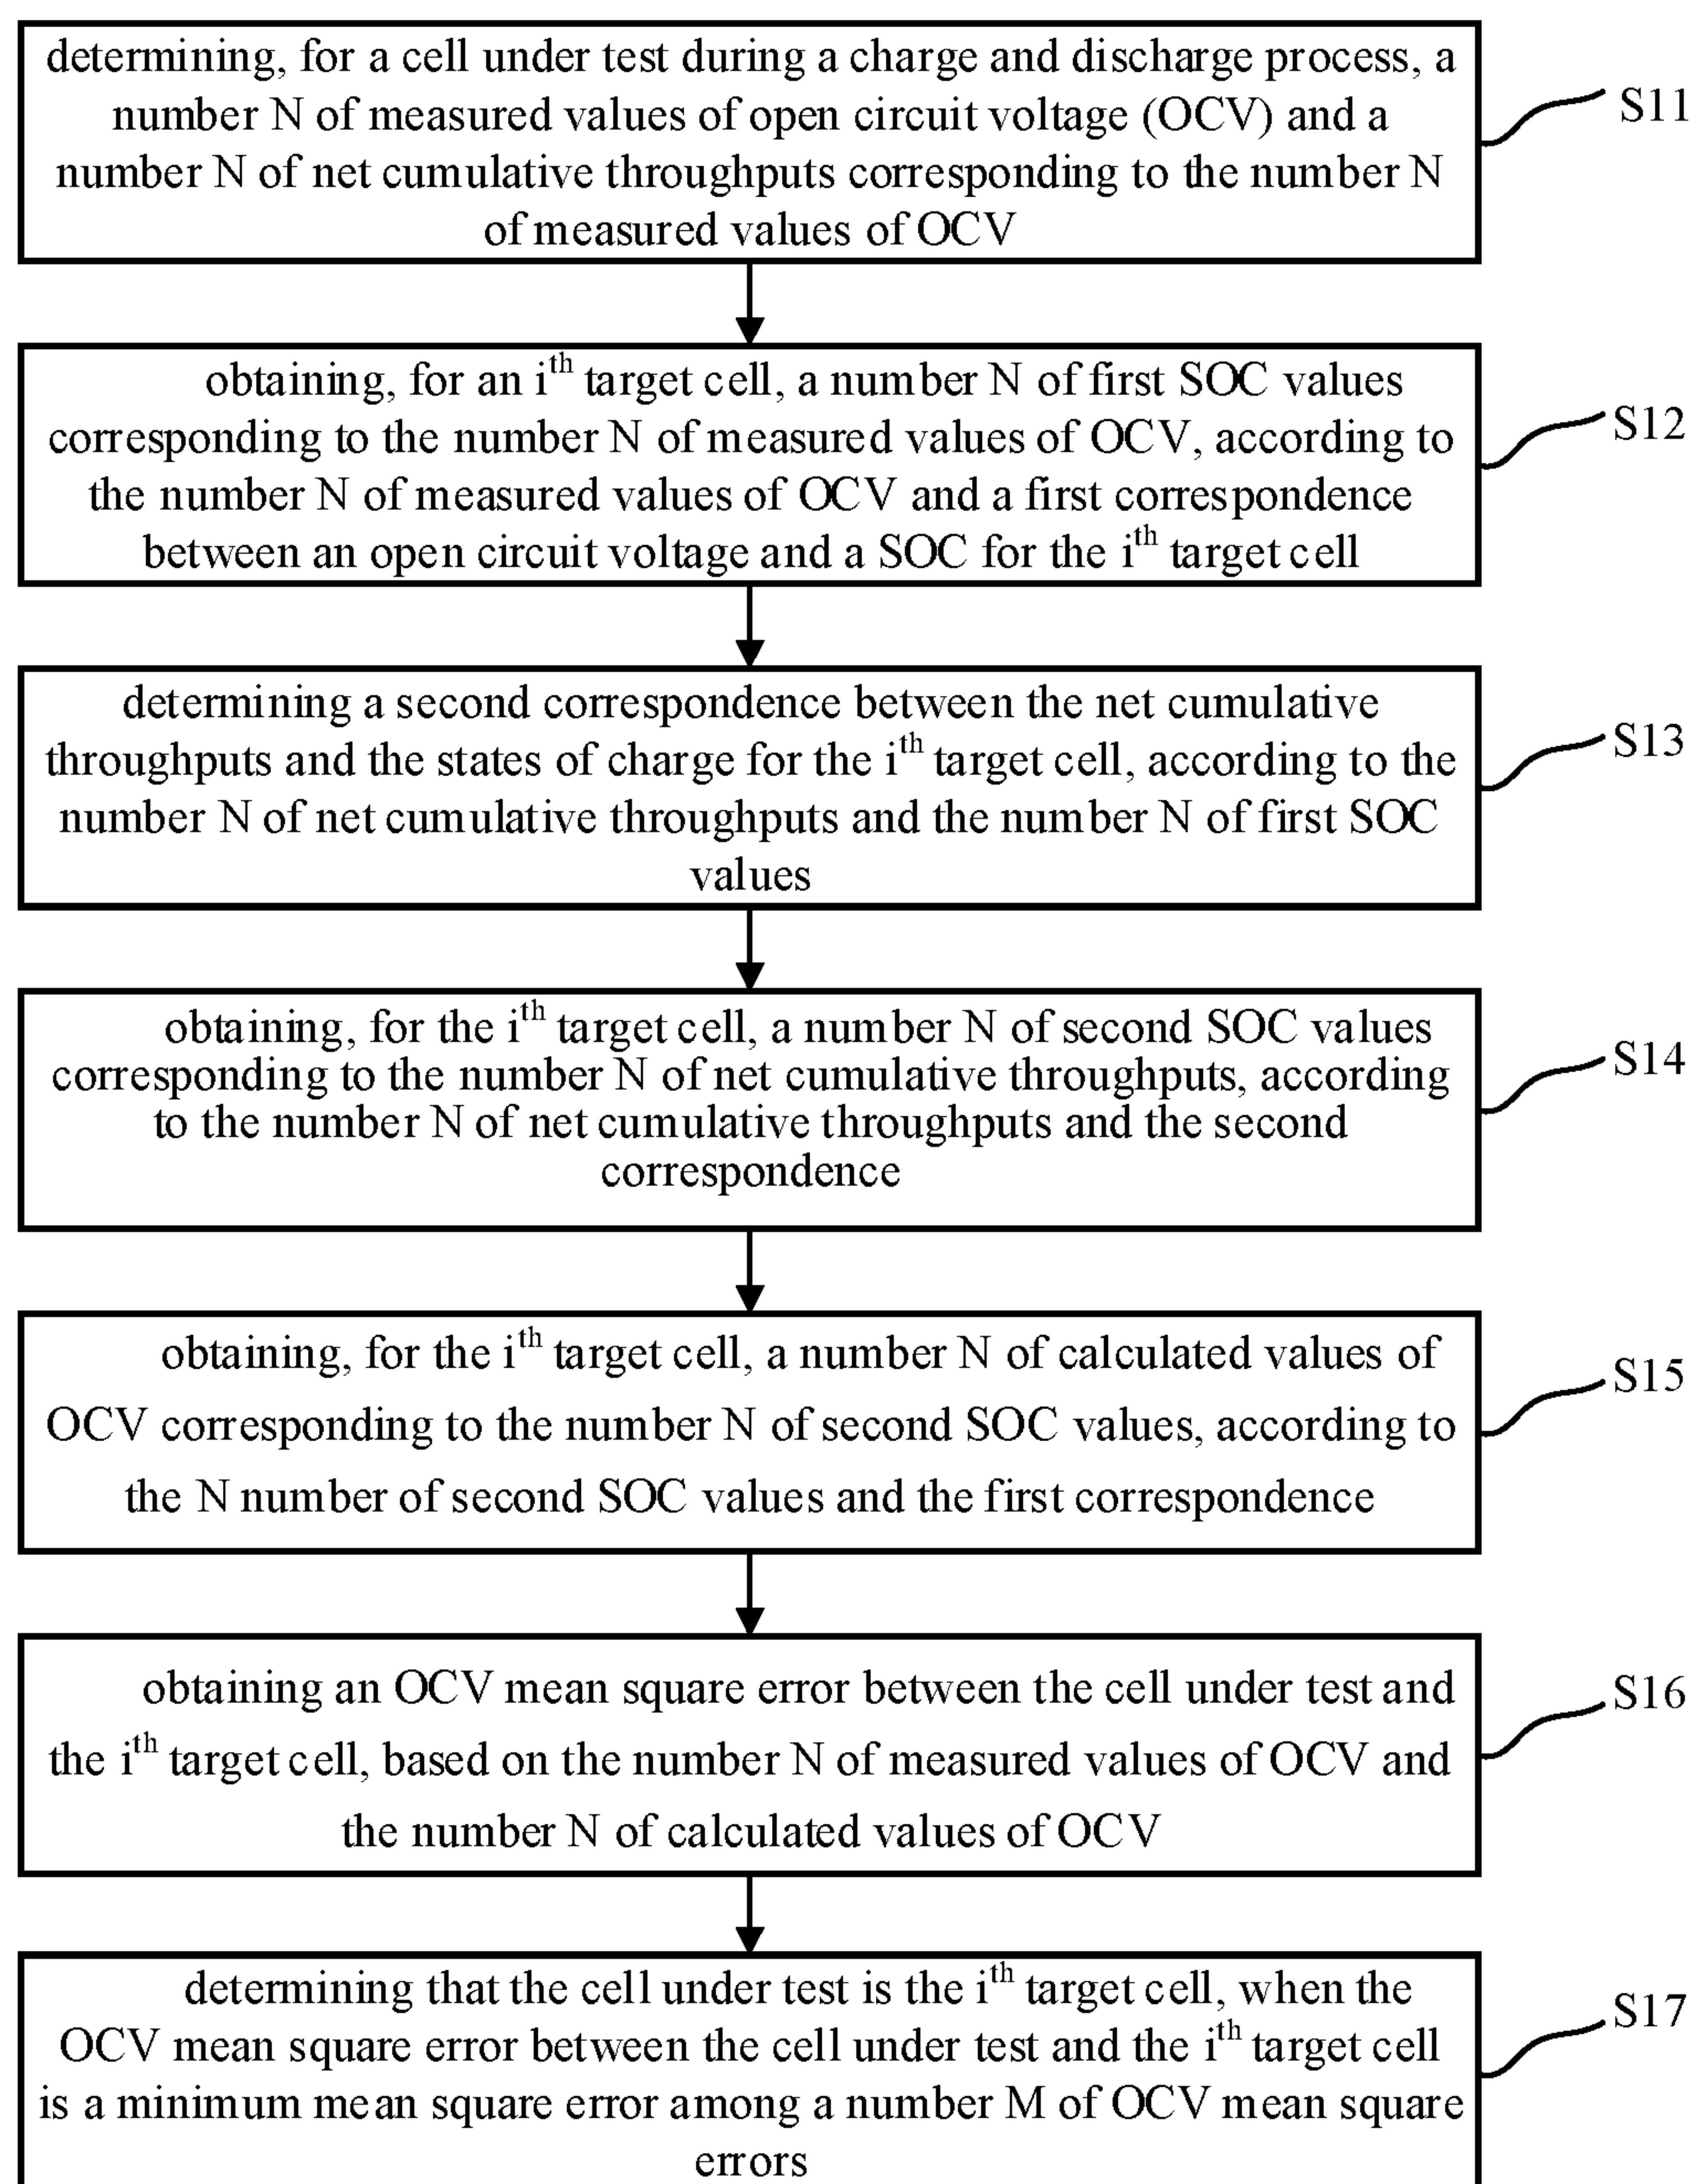 determining, for a cell under test during a charge and discharge process, a
number N of measured values of open circuit voltage (OCV) and a
number N of net cumulative throughputs corresponding to the number N
of measured values of OCV
S11
obtaining, for an i^th target cell, a number N of first SOC values
corresponding to the number N of measured values of OCV, according to
the number N of measured values of OCV and a first correspondence
between an open circuit voltage and a SOC for the i^th target cell
S12
determining a second correspondence between the net cumulative
throughputs and the states of charge for the i^th target cell, according to the
number N of net cumulative throughputs and the number N of first SOC
values
S13
obtaining, for the i^th target cell, a number N of second SOC values
corresponding to the number N of net cumulative throughputs, according
to the number N of net cumulative throughputs and the second
correspondence
S14
obtaining, for the i^th target cell, a number N of calculated values of
OCV corresponding to the number N of second SOC values, according to
the N number of second SOC values and the first correspondence
S15
obtaining an OCV mean square error between the cell under test and
the i^th target cell, based on the number N of measured values of OCV and
the number N of calculated values of OCV
S16
determining that the cell under test is the i^th target cell, when the
OCV mean square error between the cell under test and the i^th target cell
is a minimum mean square error among a number M of OCV mean square
errors
S17